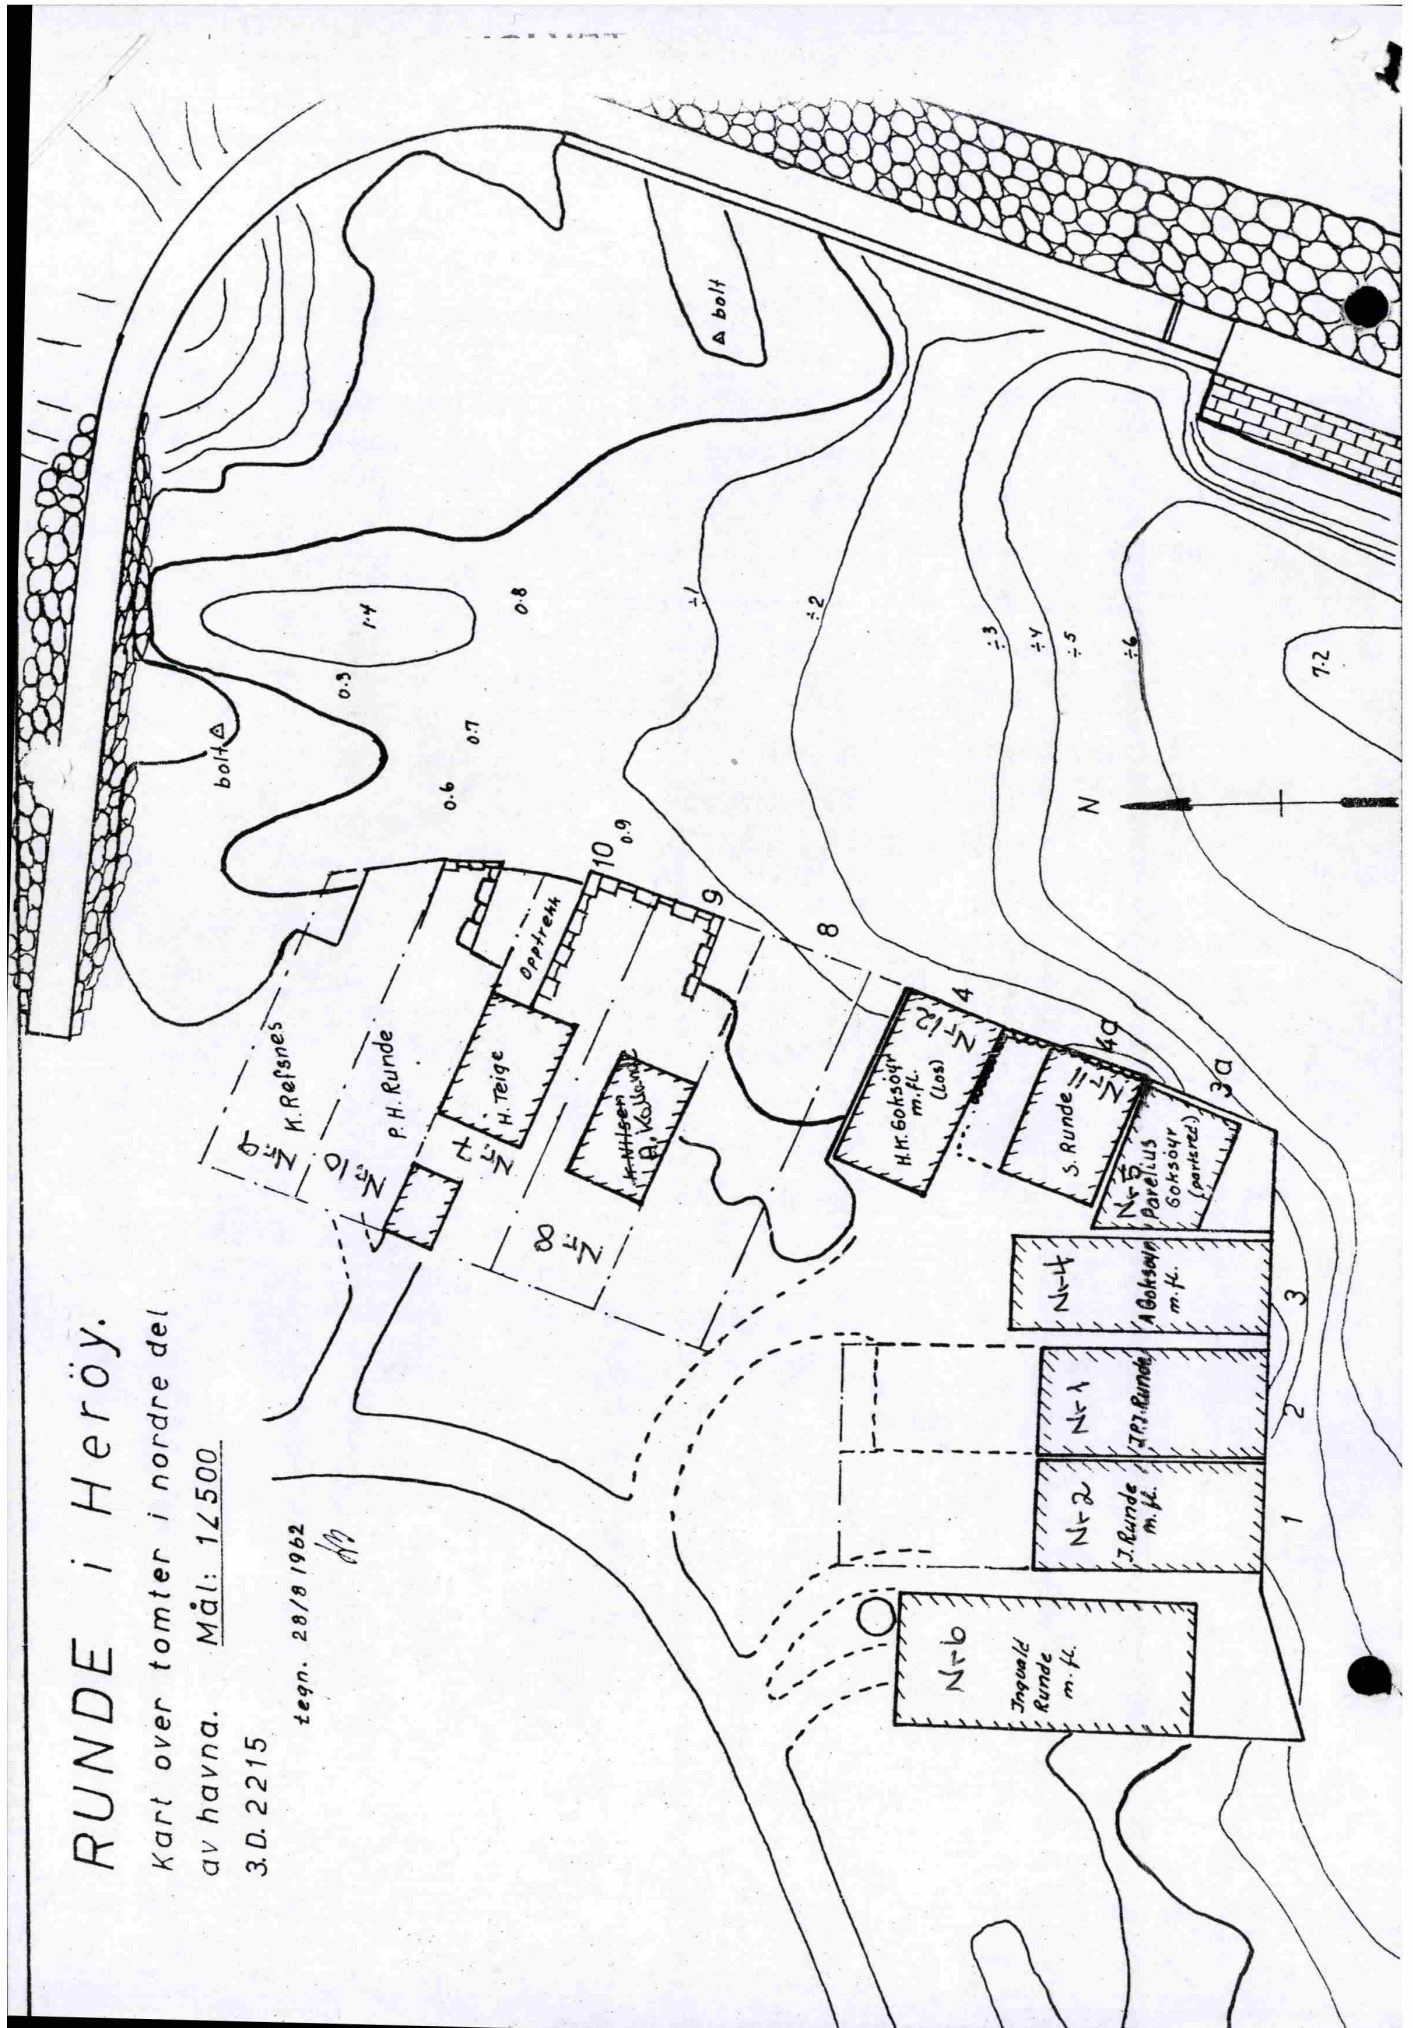 RUNDE i Heröy.
Kart over tomter i nordre del
av havna. Mål: 1:500
3.D. 2215
tegn. 28/8 1962
bolt
bolt
1.4
0.3
0.8
0.7
0.6
0.9
÷1
÷2
÷3
÷4
÷5
÷6
7.2
N
Nr 9
K. Refsnes
Nr 10
P. H. Runde
Nr 7
H. Teige
Opptrekk
10
9
8
Nr 8
K. Nilsen
A. Kalland
Nr 12
H.K. Goksöyr
m.fl.
(Los)
4
S. Runde
Nr 11
4a
Nr 5
Parelius
Goksöyr
(partsred.)
3a
Nr 4
A Goksöyr
m. fl.
3
Nr 1
J.P.J. Runde
2
Nr 2
J. Runde
m. fl.
1
Nr 6
Ingvald
Runde
m. fl.